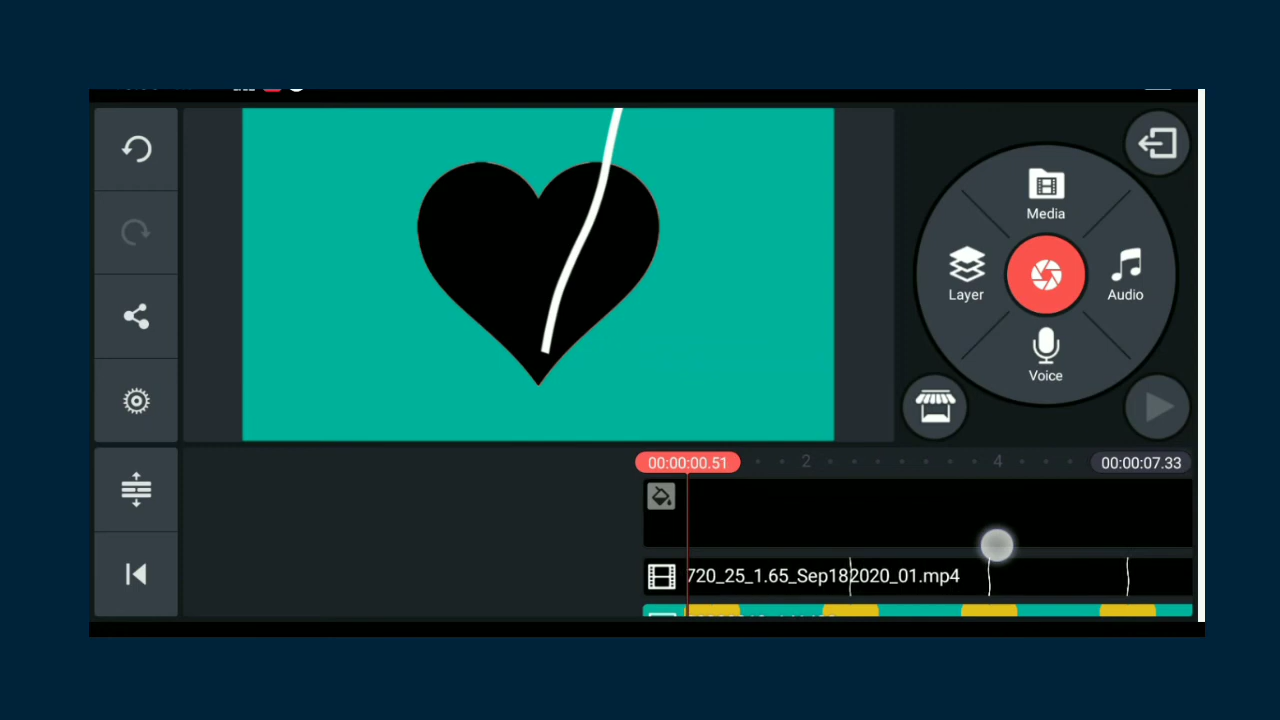 Media
Layer
Audio
Voice
00:00:00.51
2
4
00:00:07.33
720_25_1.65_Sep182020_01.mp4